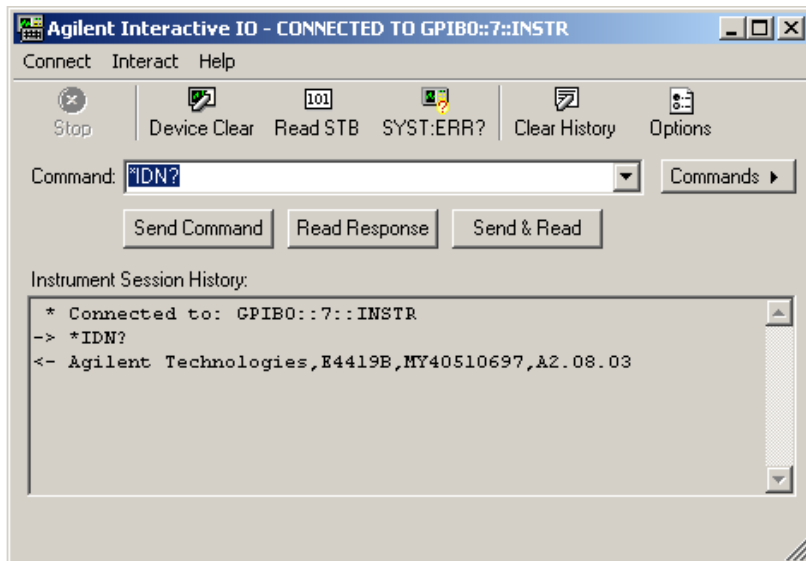 Agilent Interactive IO - CONNECTED TO GPIB0::7::INSTR
Connect Interact Help
101
Stop Device Clear Read STB SYST:ERR? Clear History Options
Command: *IDN? Commands
Send Command Read Response Send & Read
Instrument Session History:
* Connected to: GPIB0::7::INSTR
-> *IDN?
<- Agilent Technologies,E4419B,MY40510697,A2.08.03